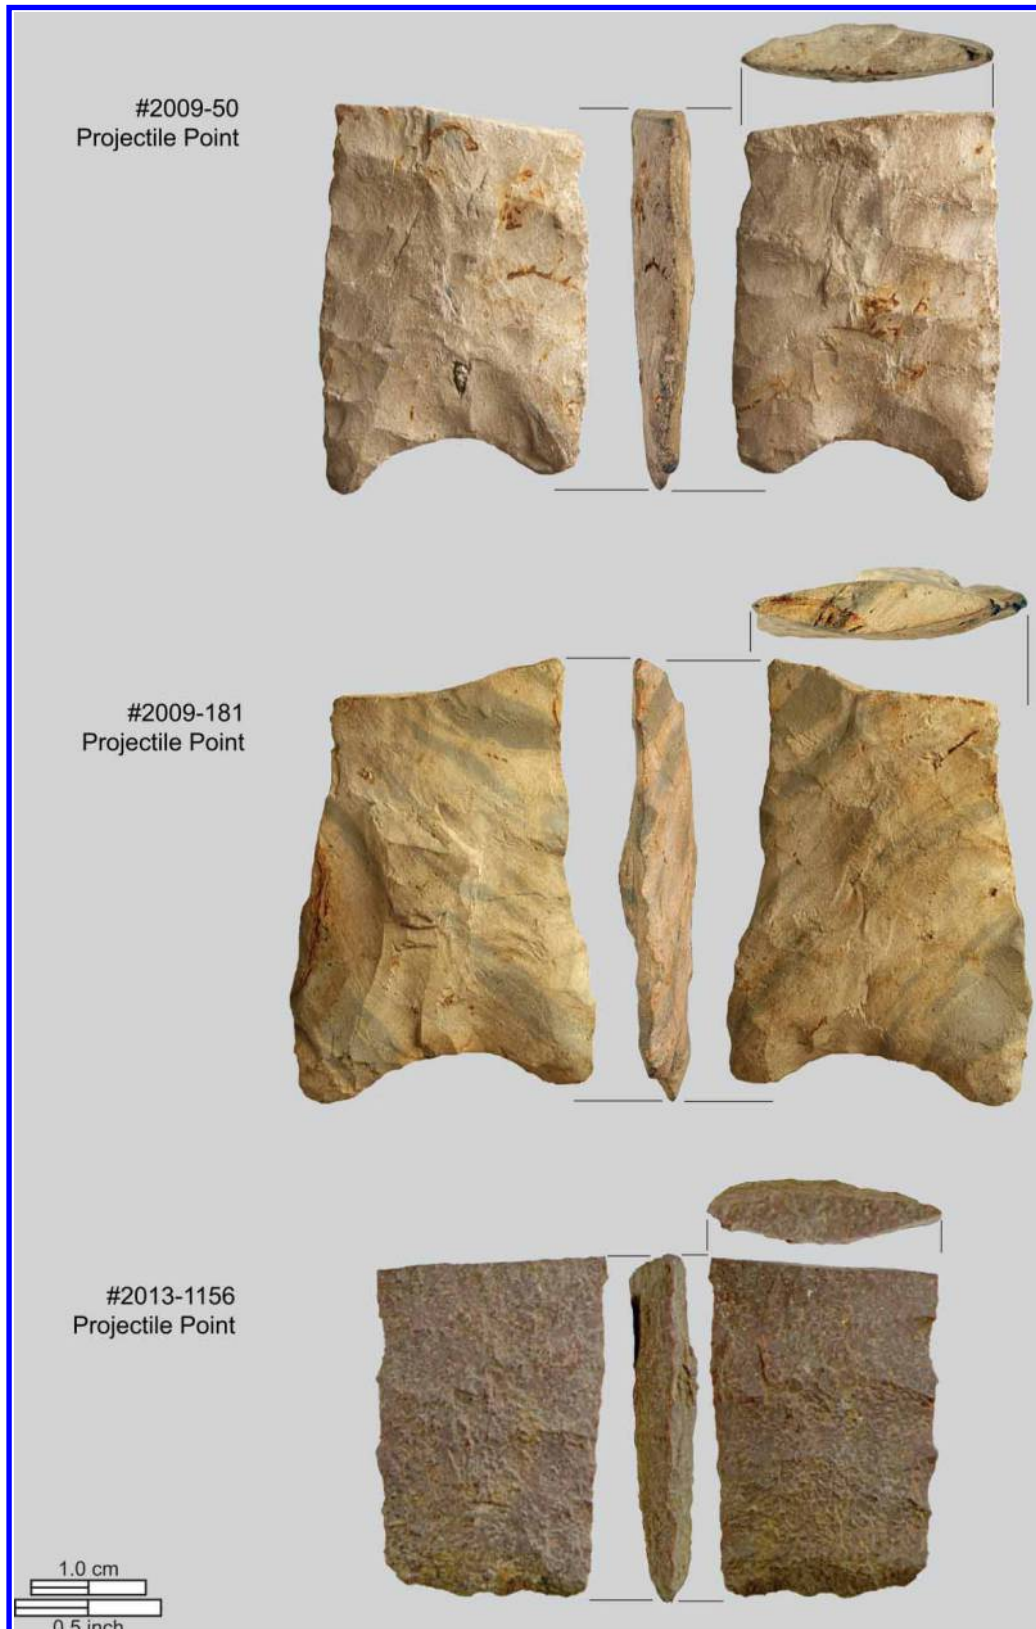 #2009-50
Projectile Point
#2009-181
Projectile Point
#2013-1156
Projectile Point
1.0 cm
0.5 inch